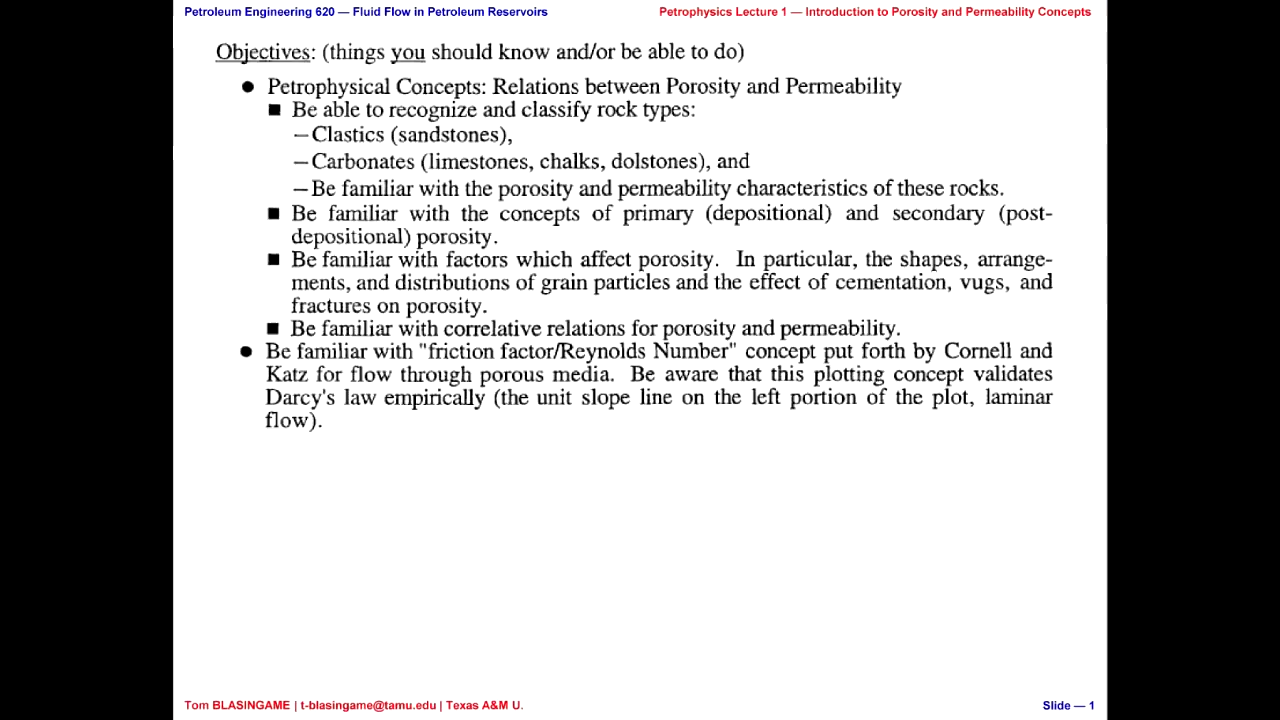 Petroleum Engineering 620 — Fluid Flow in Petroleum Reservoirs
Petrophysics Lecture 1 — Introduction to Porosity and Permeability Concepts
Objectives: (things you should know and/or be able to do)
● Petrophysical Concepts: Relations between Porosity and Permeability
■ Be able to recognize and classify rock types:
—Clastics (sandstones),
—Carbonates (limestones, chalks, dolstones), and
—Be familiar with the porosity and permeability characteristics of these rocks.
■ Be familiar with the concepts of primary (depositional) and secondary (post-
depositional) porosity.
■ Be familiar with factors which affect porosity. In particular, the shapes, arrange-
ments, and distributions of grain particles and the effect of cementation, vugs, and
fractures on porosity.
■ Be familiar with correlative relations for porosity and permeability.
● Be familiar with "friction factor/Reynolds Number" concept put forth by Cornell and
Katz for flow through porous media. Be aware that this plotting concept validates
Darcy's law empirically (the unit slope line on the left portion of the plot, laminar
flow).
Tom BLASINGAME | t-blasingame@tamu.edu | Texas A&M U.
Slide — 1